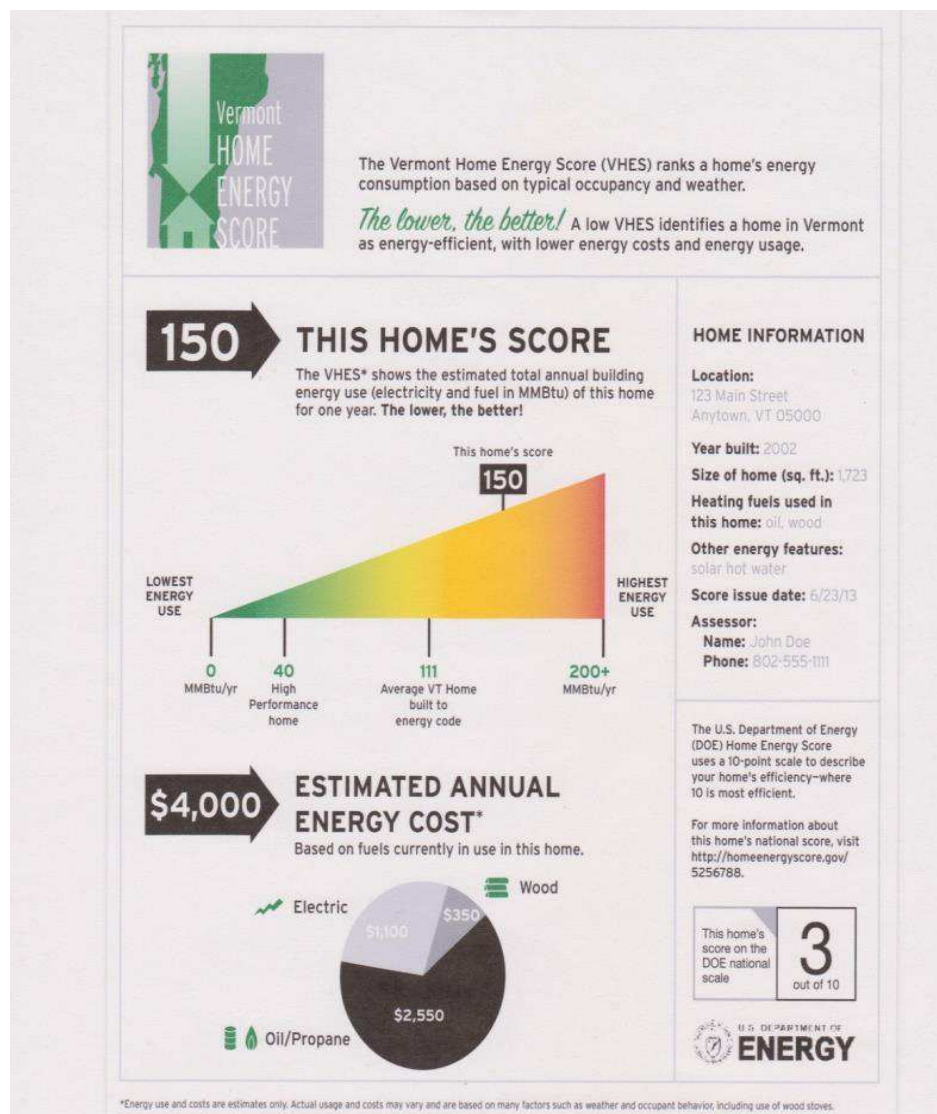 Vermont
HOME
ENERGY
SCORE
The Vermont Home Energy Score (VHES) ranks a home's energy
consumption based on typical occupancy and weather.
The lower, the better! A low VHES identifies a home in Vermont
as energy-efficient, with lower energy costs and energy usage.
150
THIS HOME'S SCORE
The VHES* shows the estimated total annual building
energy use (electricity and fuel in MMBtu) of this home
for one year. The lower, the better!
This home's score
150
LOWEST
ENERGY
USE
HIGHEST
ENERGY
USE
0
MMBtu/yr
40
High
Performance
home
111
Average VT Home
built to
energy code
200+
MMBtu/yr
$4,000
ESTIMATED ANNUAL
ENERGY COST*
Based on fuels currently in use in this home.
Electric
Wood
$1,100
$350
$2,550
Oil/Propane
HOME INFORMATION
Location:
123 Main Street
Anytown, VT 05000
Year built: 2002
Size of home (sq. ft.): 1,723
Heating fuels used in
this home: oil, wood
Other energy features:
solar hot water
Score issue date: 6/23/13
Assessor:
Name: John Doe
Phone: 802-555-1111
The U.S. Department of Energy
(DOE) Home Energy Score
uses a 10-point scale to describe
your home's efficiency—where
10 is most efficient.
For more information about
this home's national score, visit
http://homeenergyscore.gov/
5256788.
This home's
score on the
DOE national
scale
3
out of 10
U.S. DEPARTMENT OF
ENERGY
*Energy use and costs are estimates only. Actual usage and costs may vary and are based on many factors such as weather and occupant behavior, including use of wood stoves.